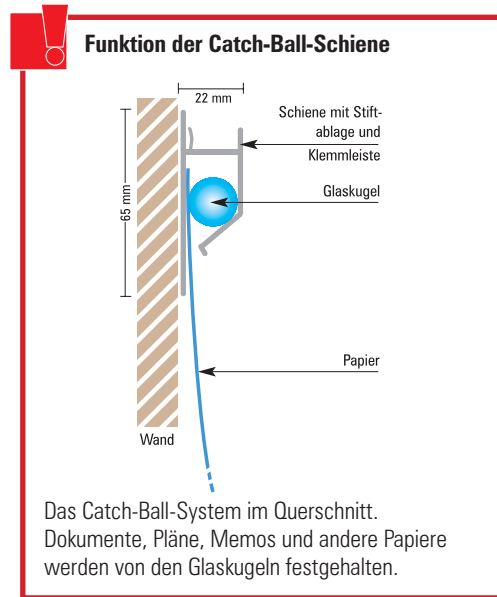 Funktion der Catch-Ball-Schiene
22 mm
Schiene mit Stift-
ablage und
Klemmleiste
Glaskugel
65 mm
Papier
Wand
Das Catch-Ball-System im Querschnitt.
Dokumente, Pläne, Memos und andere Papiere
werden von den Glaskugeln festgehalten.